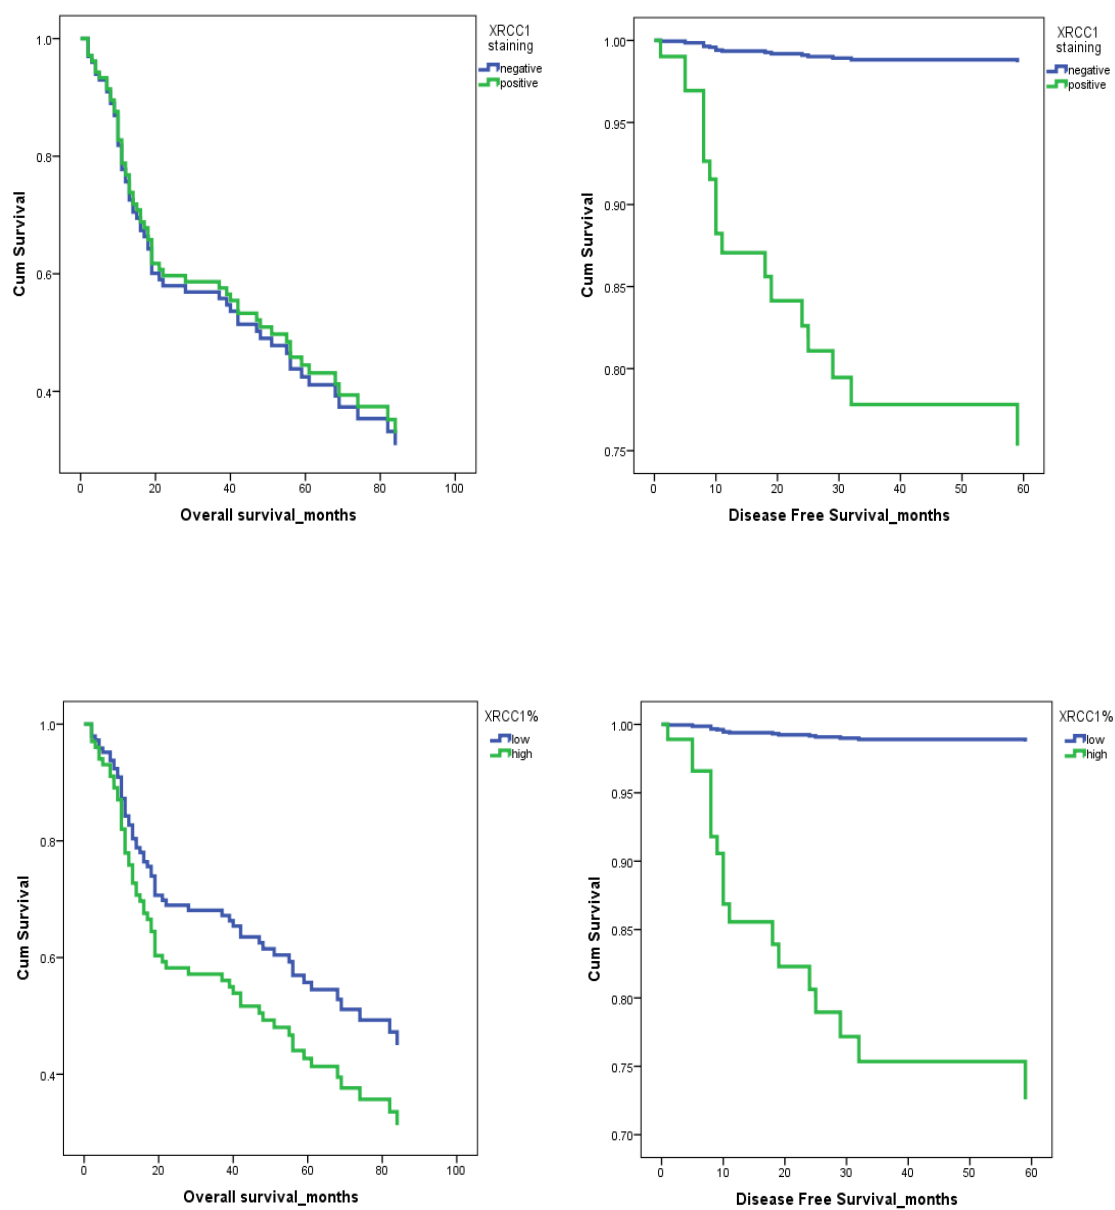 XRCC1
staining
negative
positive
1.0
0.8
0.6
0.4
Cum Survival
0 20 40 60 80 100
Overall survival_months
XRCC1
staining
negative
positive
1.00
0.95
0.90
0.85
0.80
0.75
Cum Survival
0 10 20 30 40 50 60
Disease Free Survival_months
XRCC1%
low
high
1.0
0.8
0.6
0.4
Cum Survival
0 20 40 60 80 100
Overall survival_months
XRCC1%
low
high
1.00
0.95
0.90
0.85
0.80
0.75
0.70
Cum Survival
0 10 20 30 40 50 60
Disease Free Survival_months